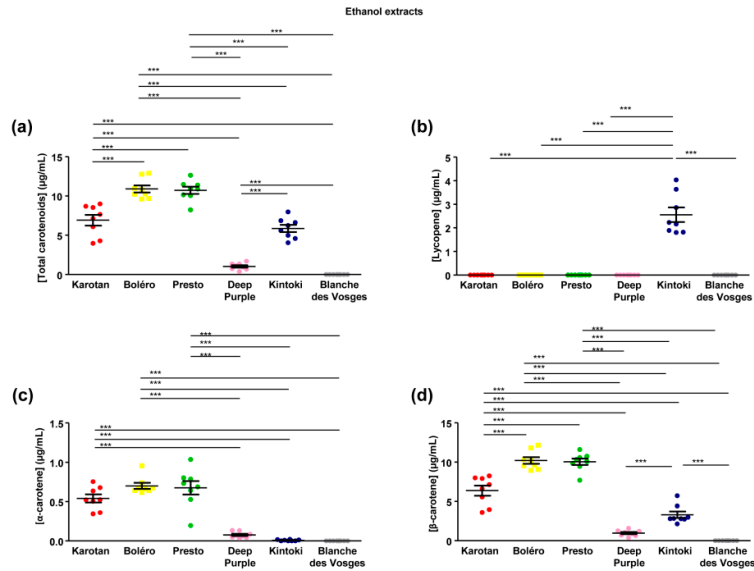 Ethanol extracts
(a)
*** *** *** *** *** *** *** *** *** *** ***
[Total carotenoids] (µg/mL)
15
10
5
0
Karotan Boléro Presto Deep Purple Kintoki Blanche des Vosges
(b)
*** *** *** *** ***
[Lycopene] (µg/mL)
5
4
3
2
1
0
Karotan Boléro Presto Deep Purple Kintoki Blanche des Vosges
(c)
*** *** *** *** *** *** *** *** ***
[α-carotene] (µg/mL)
1.5
1.0
0.5
0.0
Karotan Boléro Presto Deep Purple Kintoki Blanche des Vosges
(d)
*** *** *** *** *** *** *** *** *** *** *** *** ***
[β-carotene] (µg/mL)
15
10
5
0
Karotan Boléro Presto Deep Purple Kintoki Blanche des Vosges